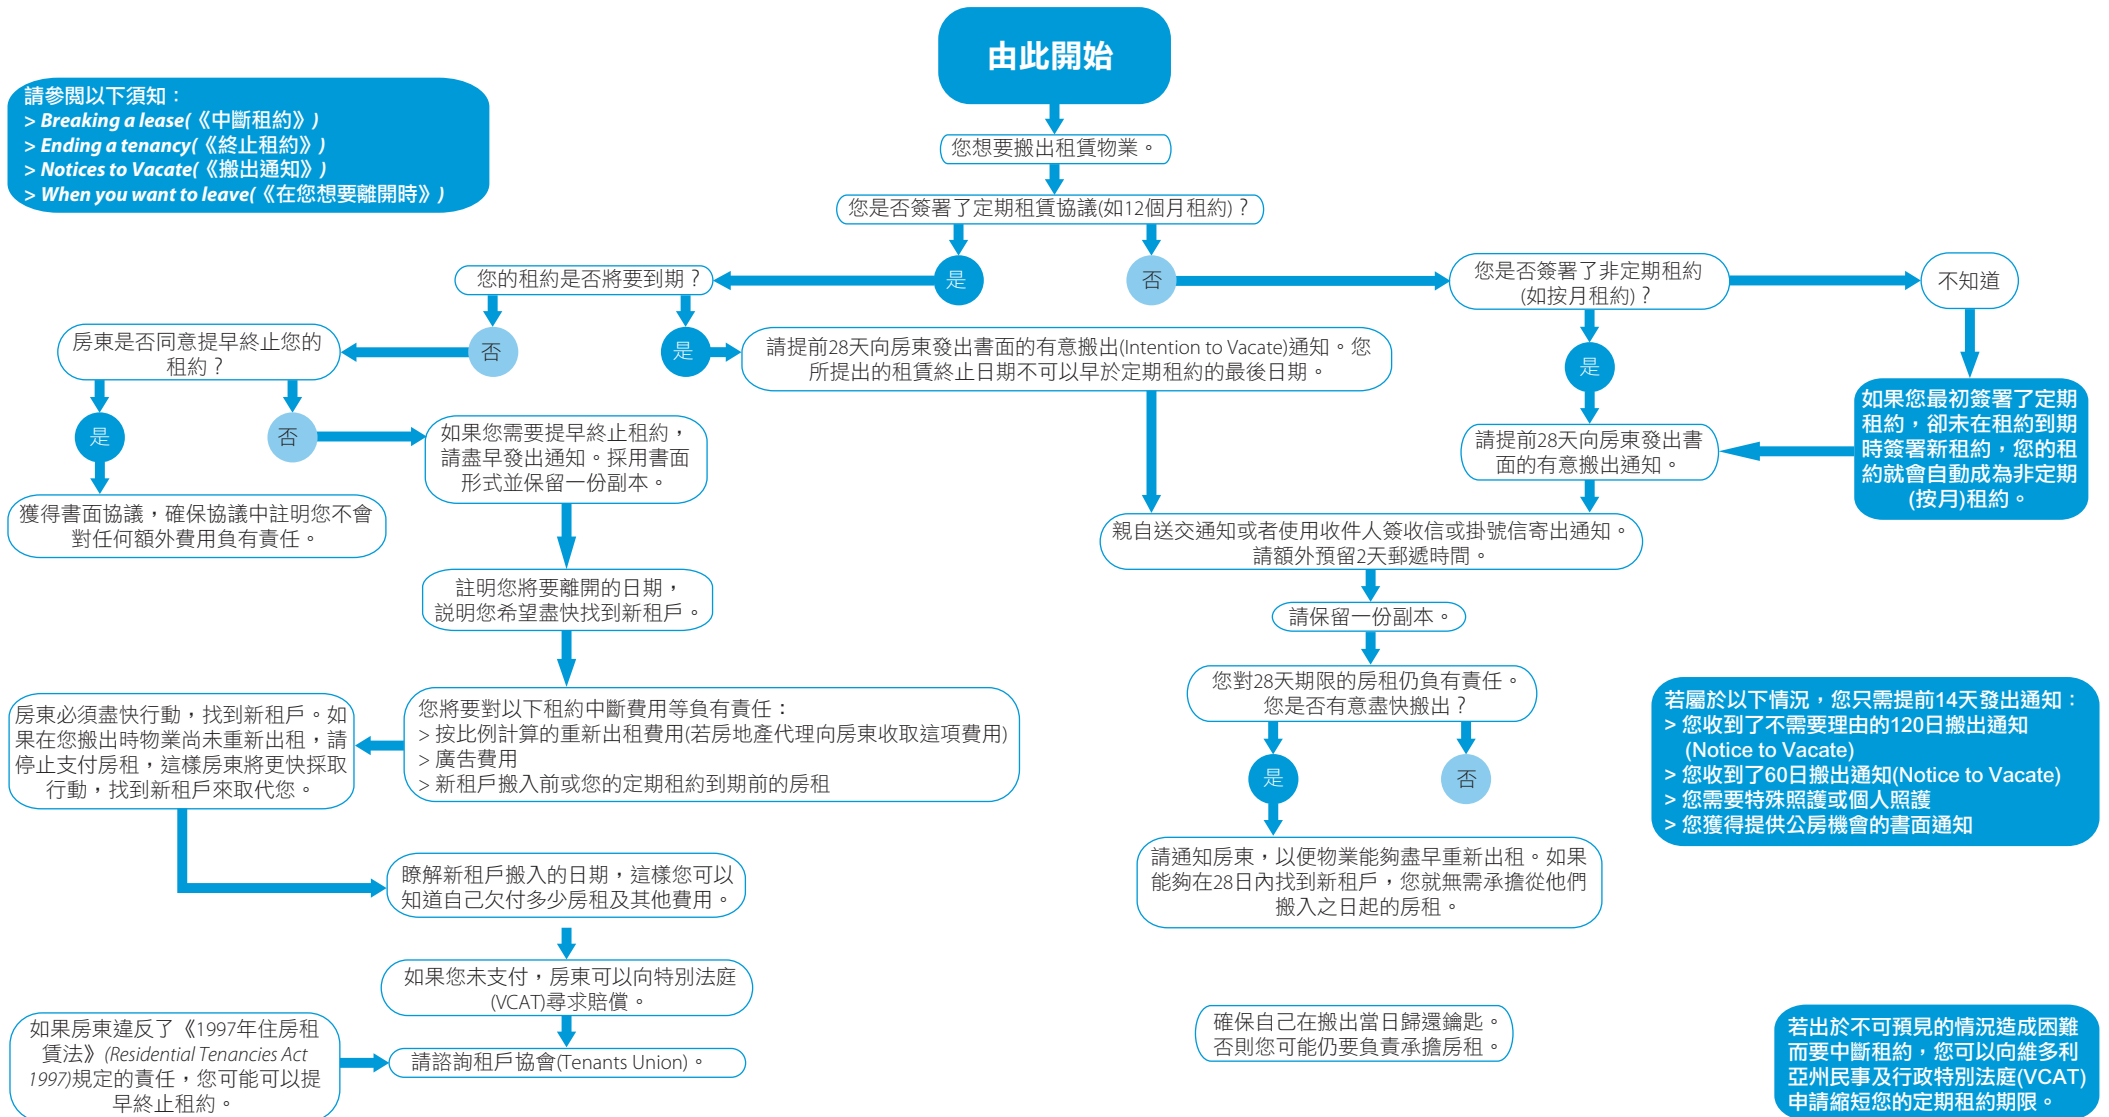 由此開始
請參閱以下須知：
> Breaking a lease(《中斷租約》)
> Ending a tenancy(《終止租約》)
> Notices to Vacate(《搬出通知》)
> When you want to leave(《在您想要離開時》)
您想要搬出租賃物業。
您是否簽署了定期租賃協議(如12個月租約)？
是
否
您的租約是否將要到期？
您是否簽署了非定期租約
(如按月租約)？
不知道
否
是
房東是否同意提早終止您的
租約？
請提前28天向房東發出書面的有意搬出(Intention to Vacate)通知。您
所提出的租賃終止日期不可以早於定期租約的最後日期。
是
如果您最初簽署了定期
租約，卻未在租約到期
時簽署新租約，您的租
約就會自動成為非定期
(按月)租約。
是
否
如果您需要提早終止租約，
請盡早發出通知。採用書面
形式並保留一份副本。
請提前28天向房東發出書
面的有意搬出通知。
獲得書面協議，確保協議中註明您不會
對任何額外費用負有責任。
親自送交通知或者使用收件人簽收信或掛號信寄出通知。
請額外預留2天郵遞時間。
註明您將要離開的日期，
説明您希望盡快找到新租戶。
請保留一份副本。
您對28天期限的房租仍負有責任。
您是否有意盡快搬出？
房東必須盡快行動，找到新租戶。如
果在您搬出時物業尚未重新出租，請
停止支付房租，這樣房東將更快採取
行動，找到新租戶來取代您。
您將要對以下租約中斷費用等負有責任：
> 按比例計算的重新出租費用(若房地產代理向房東收取這項費用)
> 廣告費用
> 新租戶搬入前或您的定期租約到期前的房租
若屬於以下情況，您只需提前14天發出通知：
> 您收到了不需要理由的120日搬出通知
(Notice to Vacate)
> 您收到了60日搬出通知(Notice to Vacate)
> 您需要特殊照護或個人照護
> 您獲得提供公房機會的書面通知
是
否
請通知房東，以便物業能夠盡早重新出租。如果
能夠在28日內找到新租戶，您就無需承擔從他們
搬入之日起的房租。
瞭解新租戶搬入的日期，這樣您可以
知道自己欠付多少房租及其他費用。
如果您未支付，房東可以向特別法庭
(VCAT)尋求賠償。
如果房東違反了《1997年住房租
賃法》(Residential Tenancies Act
1997)規定的責任，您可能可以提
早終止租約。
請諮詢租戶協會(Tenants Union)。
確保自己在搬出當日歸還鑰匙。
否則您可能仍要負責承擔房租。
若出於不可預見的情況造成困難
而要中斷租約，您可以向維多利
亞州民事及行政特別法庭(VCAT)
申請縮短您的定期租約期限。